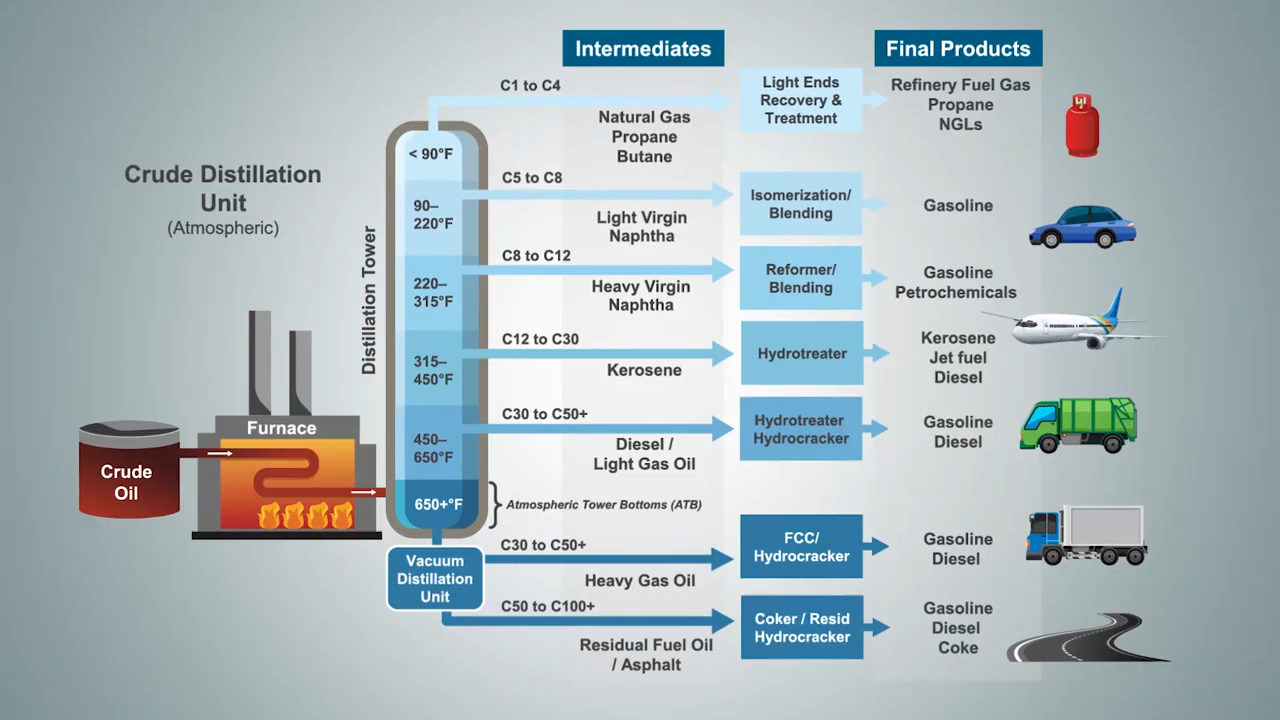 Intermediates
Final Products
C1 to C4
Natural Gas
Propane
Butane
Light Ends
Recovery &
Treatment
Refinery Fuel Gas
Propane
NGLs
Crude Distillation
Unit
(Atmospheric)
Distillation Tower
< 90°F
90–
220°F
220–
315°F
315–
450°F
450–
650°F
650+°F
C5 to C8
Light Virgin
Naphtha
Isomerization/
Blending
Gasoline
C8 to C12
Heavy Virgin
Naphtha
Reformer/
Blending
Gasoline
Petrochemicals
C12 to C30
Kerosene
Hydrotreater
Kerosene
Jet fuel
Diesel
C30 to C50+
Diesel /
Light Gas Oil
Hydrotreater
Hydrocracker
Gasoline
Diesel
Furnace
Crude
Oil
Atmospheric Tower Bottoms (ATB)
Vacuum
Distillation
Unit
C30 to C50+
Heavy Gas Oil
FCC/
Hydrocracker
Gasoline
Diesel
C50 to C100+
Residual Fuel Oil
/ Asphalt
Coker / Resid
Hydrocracker
Gasoline
Diesel
Coke